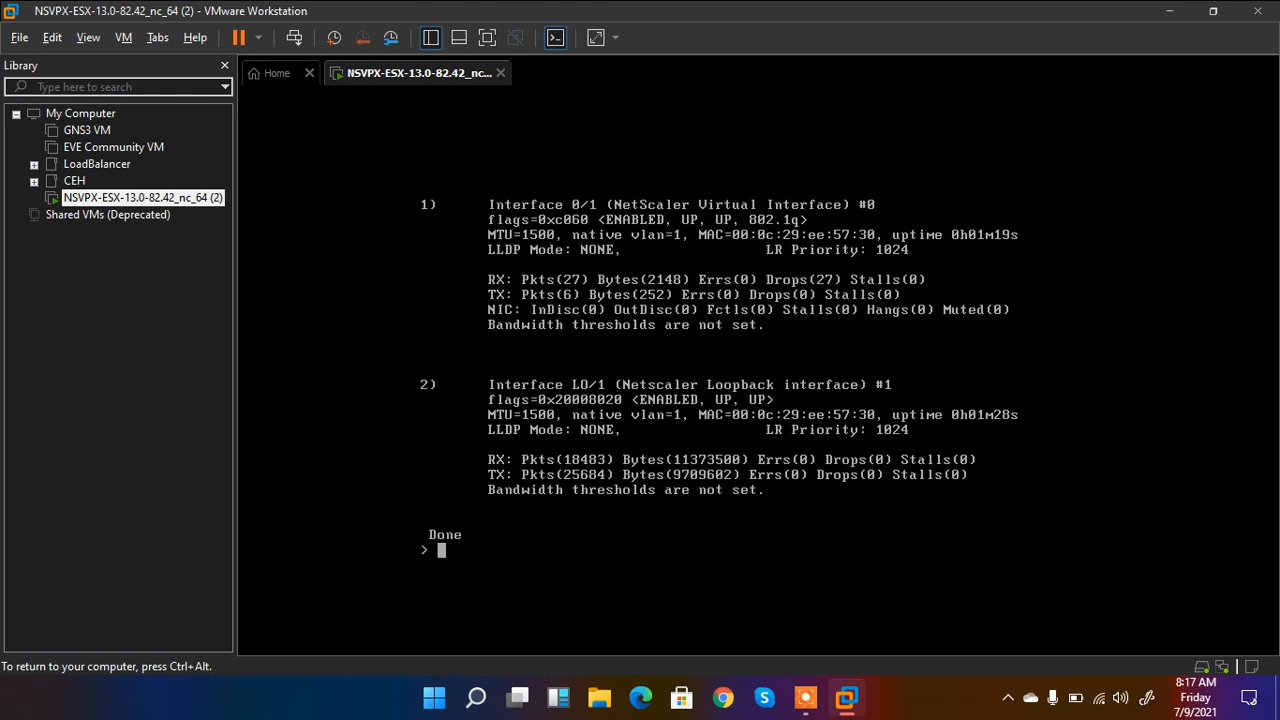 NSVPX-ESX-13.0-82.42_nc_64 (2) - VMware Workstation
File Edit View VM Tabs Help
Library
Type here to search
My Computer
GNS3 VM
EVE Community VM
LoadBalancer
CEH
NSVPX-ESX-13.0-82.42_nc_64 (2)
Shared VMs (Deprecated)
Home
NSVPX-ESX-13.0-82.42_nc...
1) Interface 0/1 (NetScaler Virtual Interface) #0
flags=0xc060 <ENABLED, UP, UP, 802.1q>
MTU=1500, native vlan=1, MAC=00:0c:29:ee:57:30, uptime 0h01m19s
LLDP Mode: NONE, LR Priority: 1024
RX: Pkts(27) Bytes(2148) Errs(0) Drops(27) Stalls(0)
TX: Pkts(6) Bytes(252) Errs(0) Drops(0) Stalls(0)
NIC: InDisc(0) OutDisc(0) Fctls(0) Stalls(0) Hangs(0) Muted(0)
Bandwidth thresholds are not set.
2) Interface LO/1 (Netscaler Loopback interface) #1
flags=0x20008020 <ENABLED, UP, UP>
MTU=1500, native vlan=1, MAC=00:0c:29:ee:57:30, uptime 0h01m28s
LLDP Mode: NONE, LR Priority: 1024
RX: Pkts(18483) Bytes(11373500) Errs(0) Drops(0) Stalls(0)
TX: Pkts(25684) Bytes(9709602) Errs(0) Drops(0) Stalls(0)
Bandwidth thresholds are not set.
Done
>
To return to your computer, press Ctrl+Alt.
8:17 AM
Friday
7/9/2021